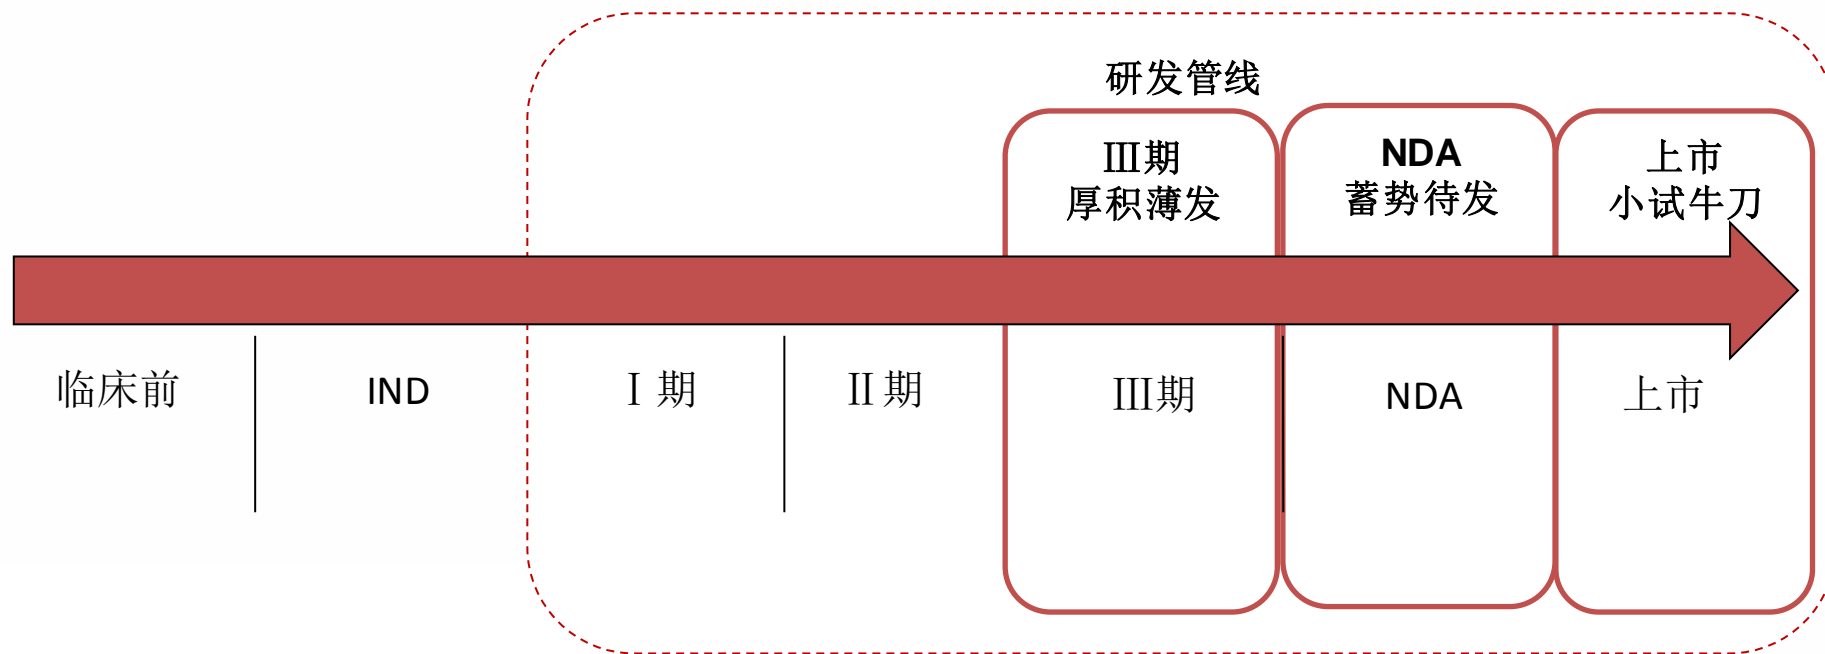 研发管线
Ⅲ期
厚积薄发
NDA
蓄势待发
上市
小试牛刀
临床前
IND
Ⅰ 期
Ⅱ 期
Ⅲ期
NDA
上市